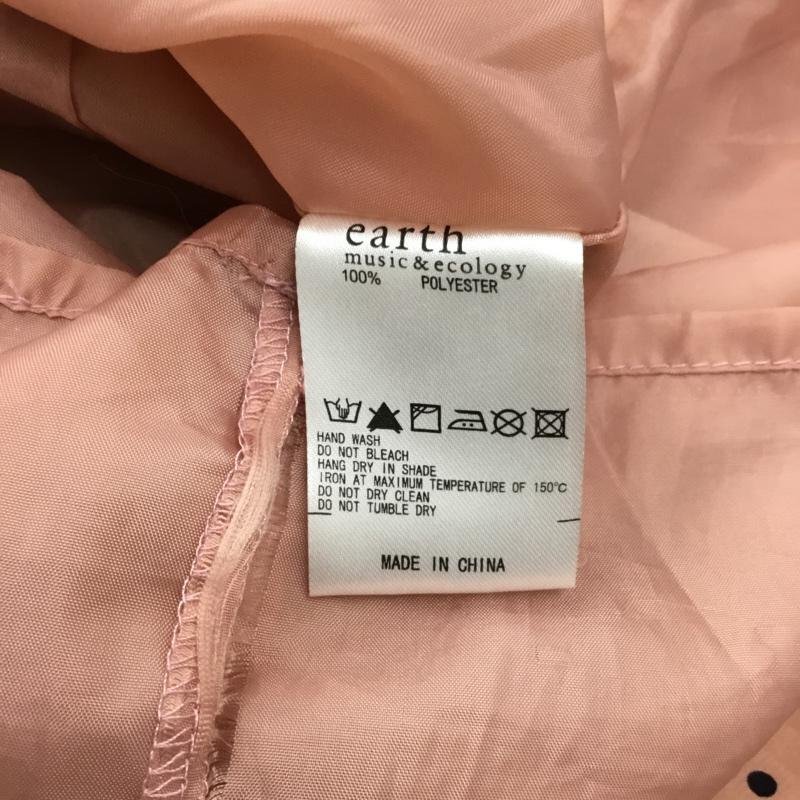 earth
music&ecology
100% POLYESTER
HAND WASH
DO NOT BLEACH
HANG DRY IN SHADE
IRON AT MAXIMUM TEMPERATURE OF 150℃
DO NOT DRY CLEAN
DO NOT TUMBLE DRY
MADE IN CHINA